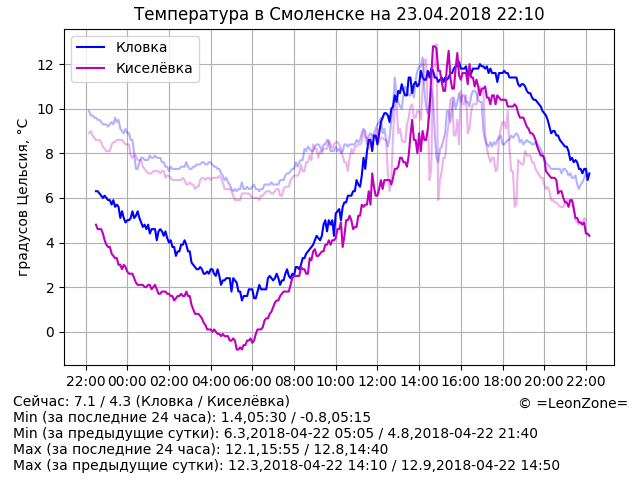 Температура в Смоленске на 23.04.2018 22:10
Кловка
Киселёвка
градусов Цельсия, °C
12
10
8
6
4
2
0
22:00 00:00 02:00 04:00 06:00 08:00 10:00 12:00 14:00 16:00 18:00 20:00 22:00
Сейчас: 7.1 / 4.3 (Кловка / Киселёвка)
© =LeonZone=
Min (за последние 24 часа): 1.4,05:30 / -0.8,05:15
Min (за предыдущие сутки): 6.3,2018-04-22 05:05 / 4.8,2018-04-22 21:40
Max (за последние 24 часа): 12.1,15:55 / 12.8,14:40
Max (за предыдущие сутки): 12.3,2018-04-22 14:10 / 12.9,2018-04-22 14:50